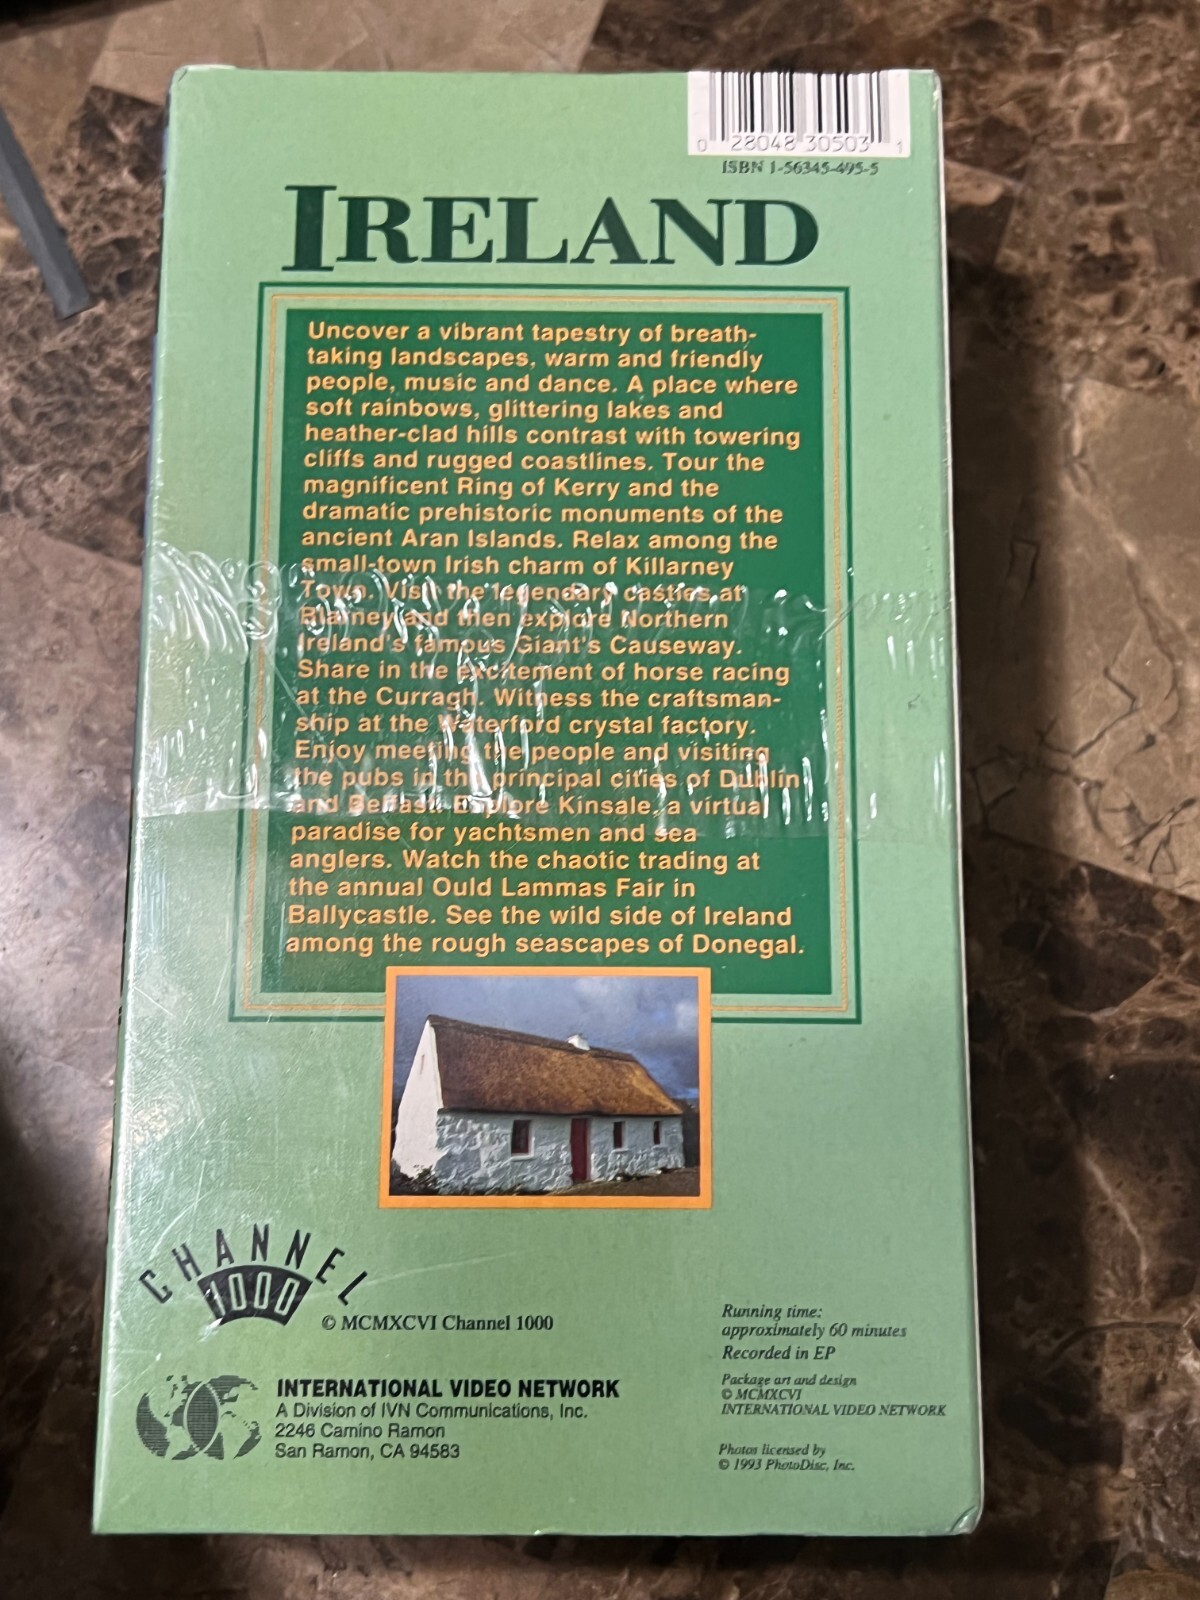 0 28048 30503 1
ISBN 1-56345-495-5
IRELAND
Uncover a vibrant tapestry of breath-
taking landscapes, warm and friendly
people, music and dance. A place where
soft rainbows, glittering lakes and
heather-clad hills contrast with towering
cliffs and rugged coastlines. Tour the
magnificent Ring of Kerry and the
dramatic prehistoric monuments of the
ancient Aran Islands. Relax among the
small-town Irish charm of Killarney
Town. Visit the legendary castles at
Blarney and then explore Northern
Ireland's famous Giant's Causeway.
Share in the excitement of horse racing
at the Curragh. Witness the craftsman-
ship at the Waterford crystal factory.
Enjoy meeting the people and visiting
the pubs in the principal cities of Dublin
and Belfast. Explore Kinsale, a virtual
paradise for yachtsmen and sea
anglers. Watch the chaotic trading at
the annual Ould Lammas Fair in
Ballycastle. See the wild side of Ireland
among the rough seascapes of Donegal.
CHANNEL
1000
© MCMXCVI Channel 1000
INTERNATIONAL VIDEO NETWORK
A Division of IVN Communications, Inc.
2246 Camino Ramon
San Ramon, CA 94583
Running time:
approximately 60 minutes
Recorded in EP
Package art and design
© MCMXCVI
INTERNATIONAL VIDEO NETWORK
Photos licensed by
© 1993 PhotoDisc, Inc.